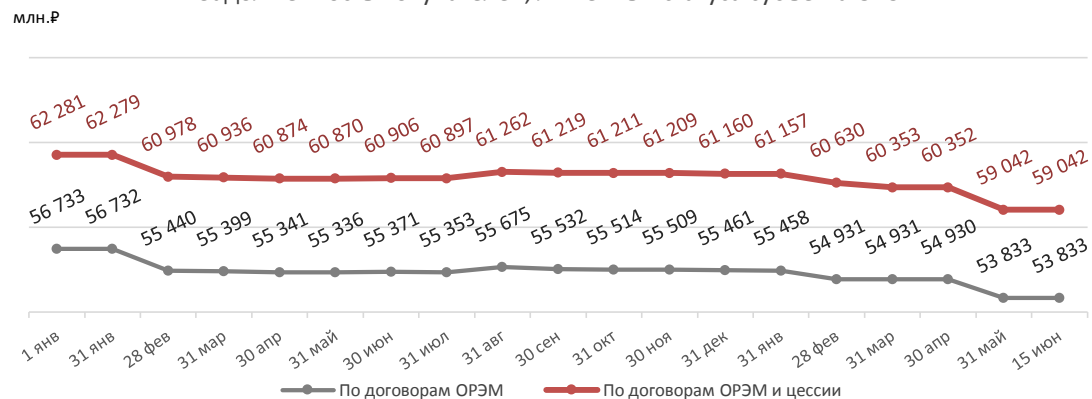 млн.₽
62 281 62 279 60 978 60 936 60 874 60 870 60 906 60 897 61 262 61 219 61 211 61 209 61 160 61 157 60 630 60 353 60 352 59 042 59 042
56 733 56 732 55 440 55 399 55 341 55 336 55 371 55 353 55 675 55 532 55 514 55 509 55 461 55 458 54 931 54 931 54 930 53 833 53 833
1 янв 31 янв 28 фев 31 мар 30 апр 31 май 30 июн 31 июл 31 авг 30 сен 31 окт 30 ноя 31 дек 31 янв 28 фев 31 мар 30 апр 31 май 15 июн
По договорам ОРЭМ По договорам ОРЭМ и цессии